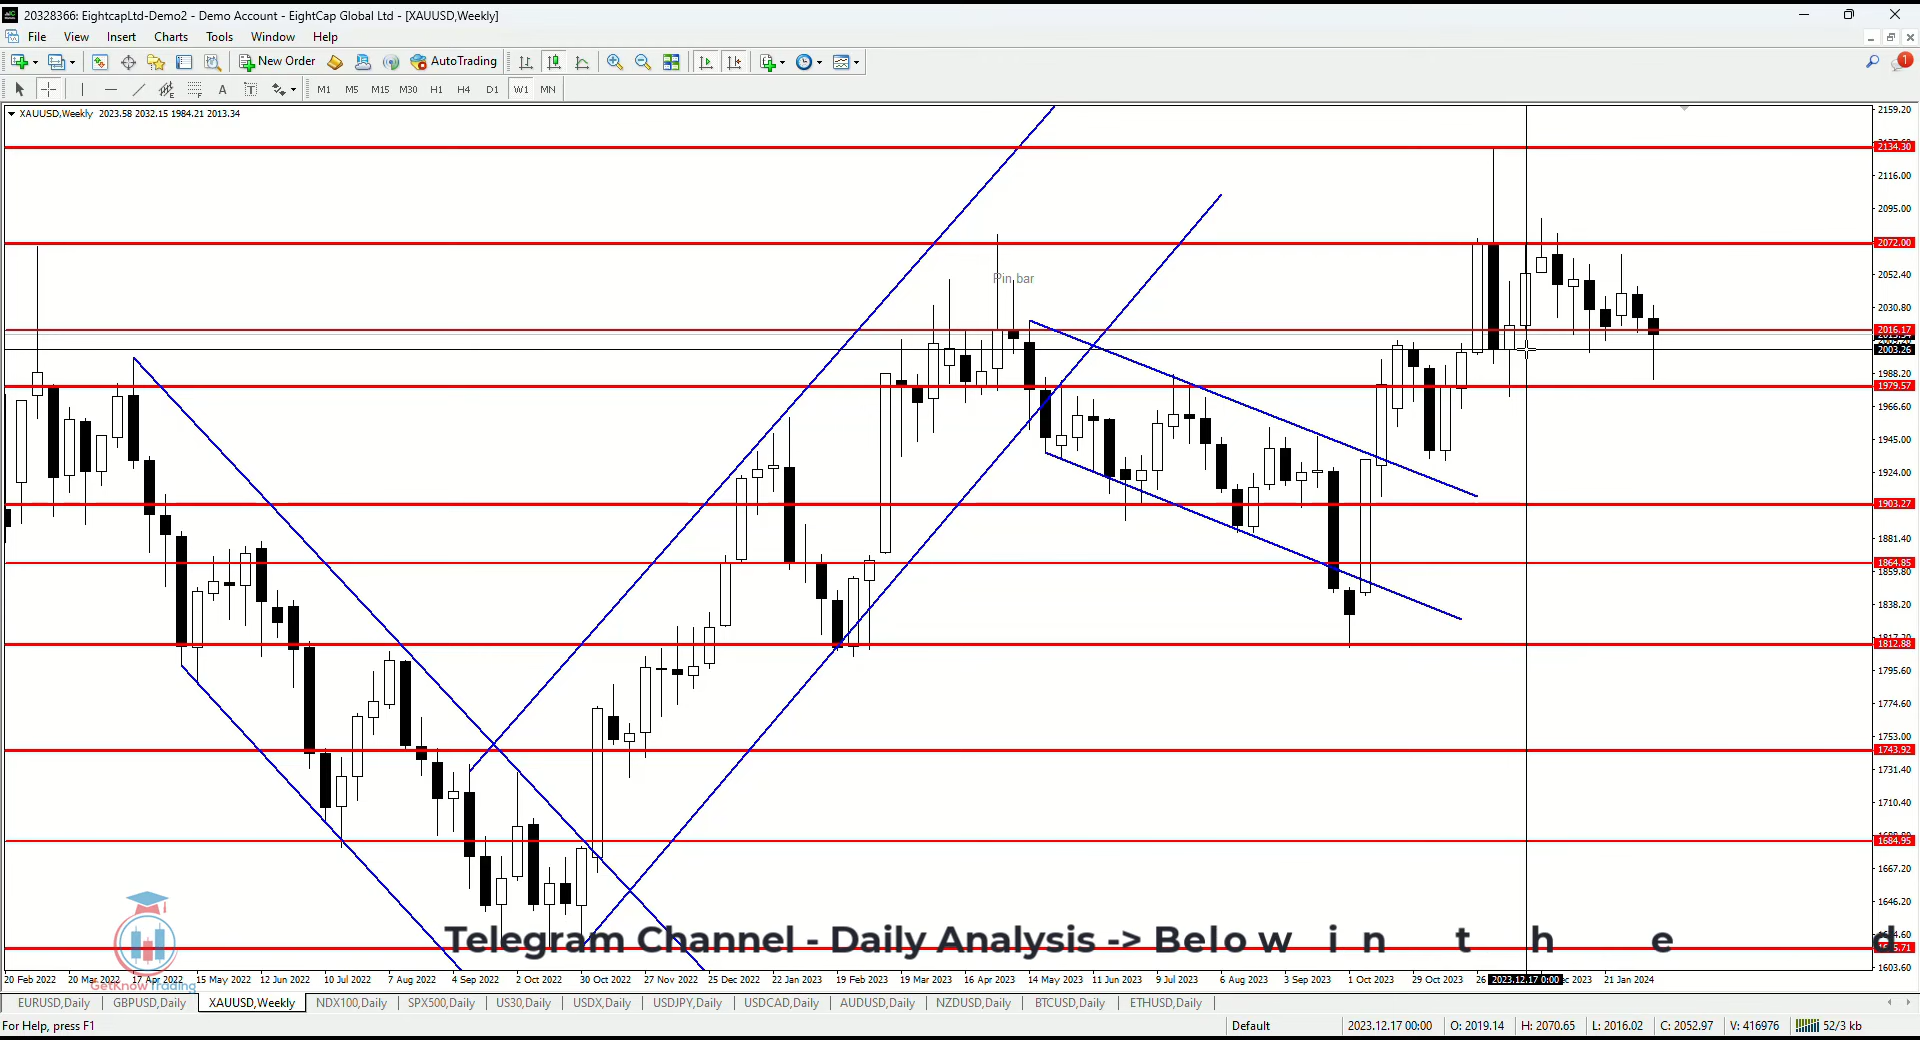 20328366: EightcapLtd-Demo2 - Demo Account - EightCap Global Ltd - [XAUUSD,Weekly]
File View Insert Charts Tools Window Help
New Order AutoTrading
1
A T M1 M5 M15 M30 H1 H4 D1 W1 MN
XAUUSD,Weekly 2023.58 2032.15 1984.21 2013.34
2159.20
2134.30
2116.00
2095.00
2072.00
Pin bar
2052.40
2030.80
2016.17
2003.26
1988.20
1979.57
1966.60
1945.00
1924.00
1903.27
1881.40
1864.85
1859.80
1838.20
1812.88
1795.60
1774.60
1753.00
1743.92
1731.40
1710.40
1684.95
1667.20
1646.20
Telegram Channel - Daily Analysis -> Below in the d
1603.60
20 Feb 2022 20 Mar 2022 17 Apr 2022 15 May 2022 12 Jun 2022 10 Jul 2022 7 Aug 2022 4 Sep 2022 2 Oct 2022 30 Oct 2022 27 Nov 2022 25 Dec 2022 22 Jan 2023 19 Feb 2023 19 Mar 2023 16 Apr 2023 14 May 2023 11 Jun 2023 9 Jul 2023 6 Aug 2023 3 Sep 2023 1 Oct 2023 29 Oct 2023 26 2023.12.17 0:00 ec 2023 21 Jan 2024
GetKnowTrading
EURUSD,Daily GBPUSD,Daily XAUUSD,Weekly NDX100,Daily SPX500,Daily US30,Daily USDX,Daily USDJPY,Daily USDCAD,Daily AUDUSD,Daily NZDUSD,Daily BTCUSD,Daily ETHUSD,Daily
For Help, press F1 Default 2023.12.17 00:00 O: 2019.14 H: 2070.65 L: 2016.02 C: 2052.97 V: 416976 52/3 kb